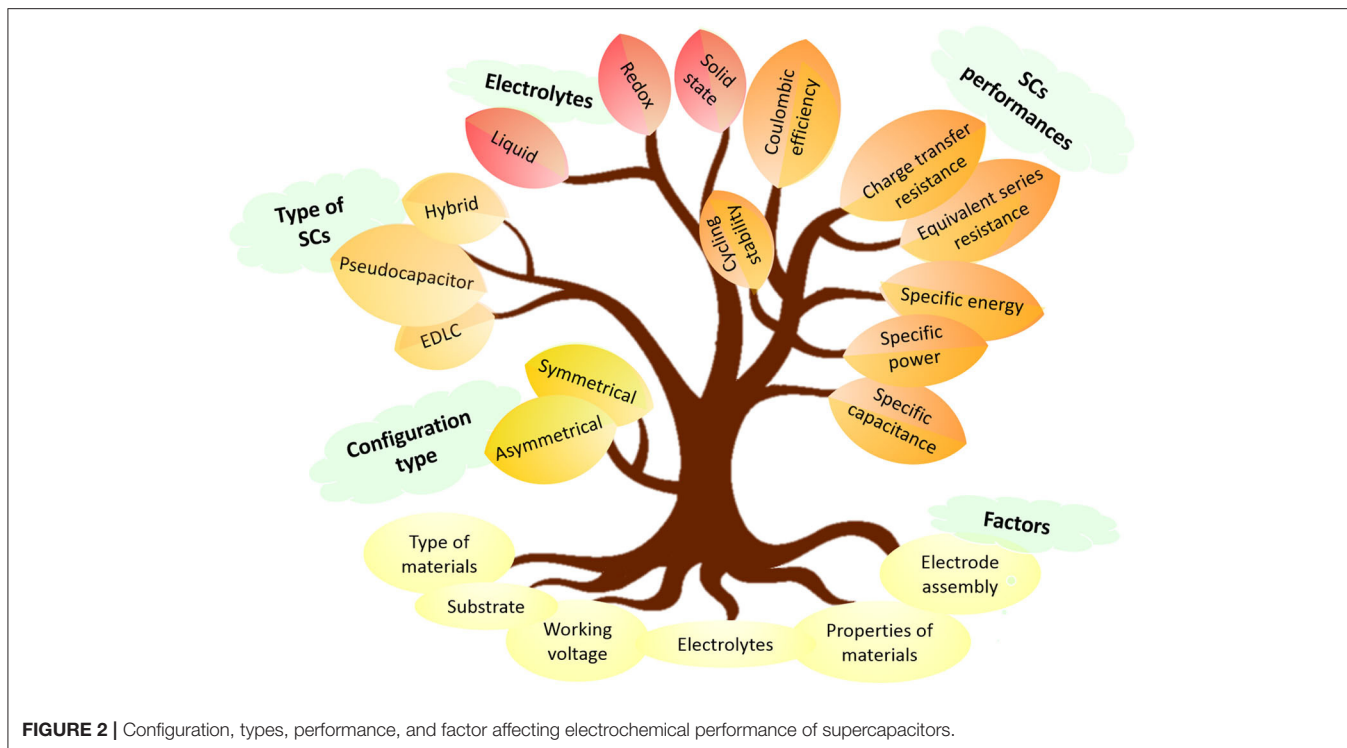 Electrolytes
Redox
Solid
state
Coulombic
efficiency
SCs
performances
Liquid
Charge transfer
resistance
Type of
SCs
Hybrid
Pseudocapacitor
EDLC
Cycling
stability
Equivalent series
resistance
Specific energy
Specific
power
Specific
capacitance
Configuration
type
Symmetrical
Asymmetrical
Factors
Type of
materials
Substrate
Working
voltage
Electrolytes
Properties of
materials
Electrode
assembly
FIGURE 2 | Configuration, types, performance, and factor affecting electrochemical performance of supercapacitors.